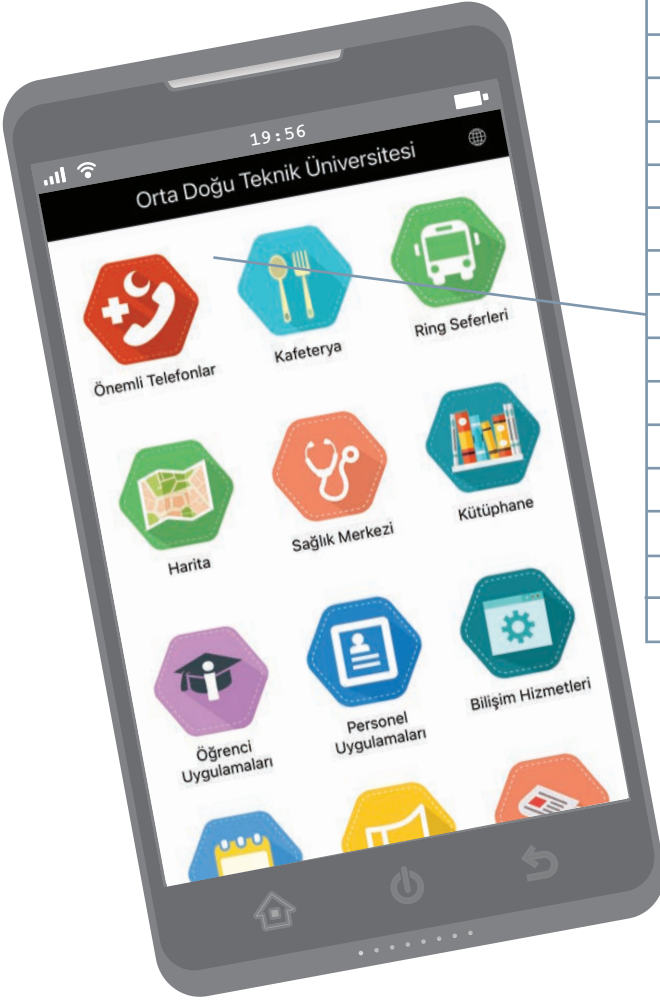 19:56
Orta Doğu Teknik Üniversitesi
Önemli Telefonlar
Kafeterya
Ring Seferleri
Harita
Sağlık Merkezi
Kütüphane
Öğrenci
Uygulamaları
Personel
Uygulamaları
Bilişim Hizmetleri